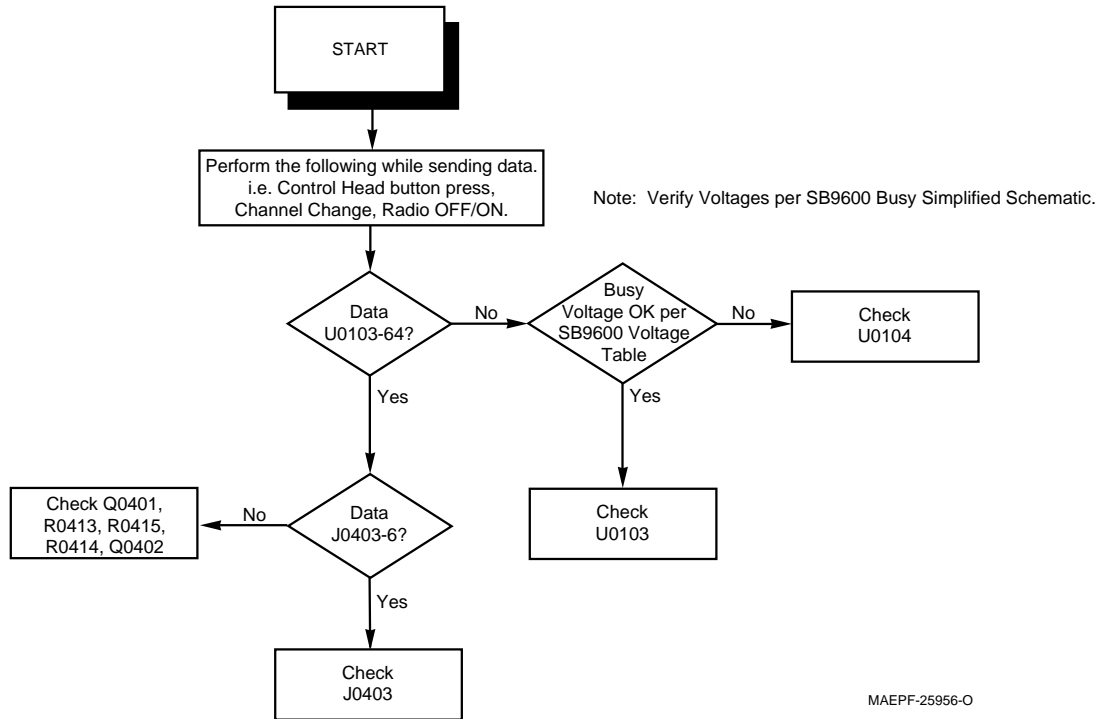 START
Perform the following while sending data.
i.e. Control Head button press,
Channel Change, Radio OFF/ON.
Note: Verify Voltages per SB9600 Busy Simplified Schematic.
Data
U0103-64?
No
Busy
Voltage OK per
SB9600 Voltage
Table
No
Check
U0104
Yes
Yes
Check Q0401,
R0413, R0415,
R0414, Q0402
No
Data
J0403-6?
Check
U0103
Yes
Check
J0403
MAEPF-25956-O